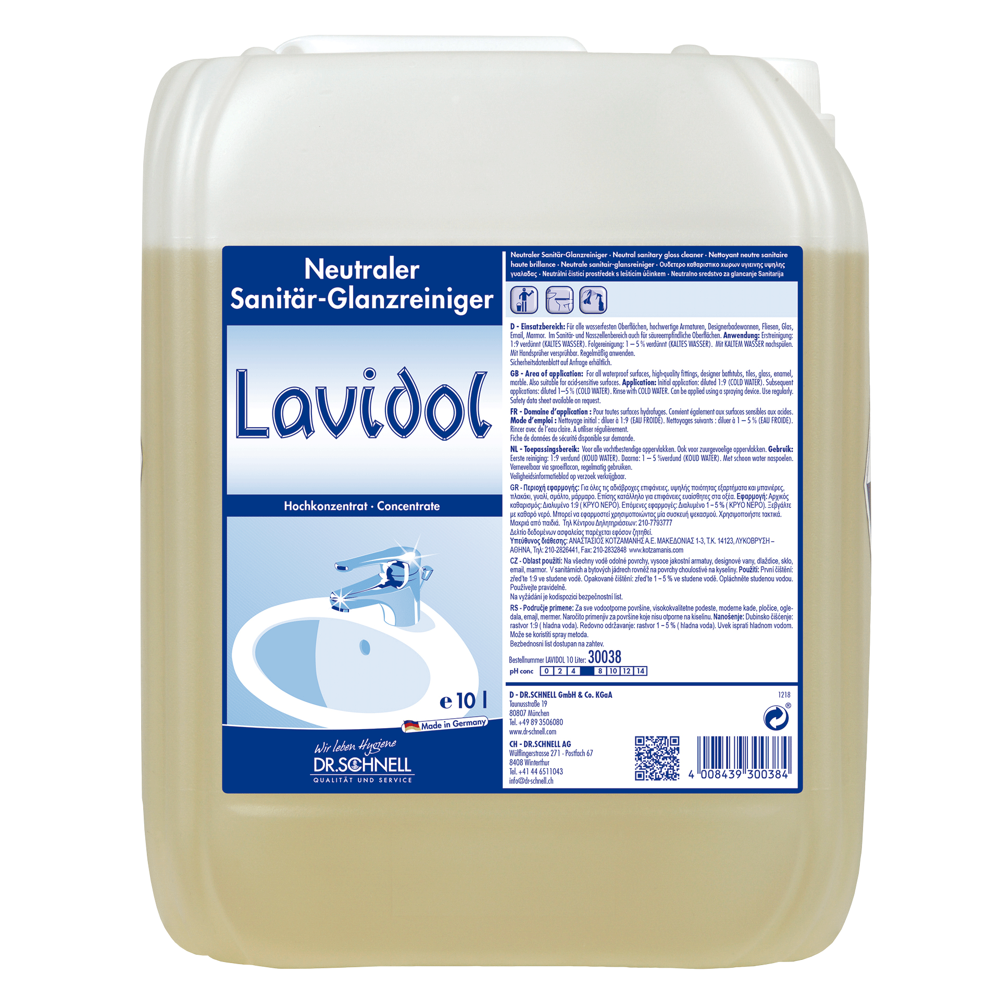 Neutraler
Sanitär-Glanzreiniger
Lavidol
Hochkonzentrat · Concentrate
e 10 l
Made in Germany
Wir leben Hygiene
DR.SCHNELL
QUALITÄT UND SERVICE
Neutraler Sanitär-Glanzreiniger · Neutral sanitary gloss cleaner · Nettoyant neutre sanitaire
haute brillance · Neutrale sanitair-glansreiniger · Ουδετερο καθαριστικο χωρων υγιεινης υψηλης
γυαλαδας · Neutrální čisticí prostředek s leštícím účinkem · Neutralno sredstvo za glancanje Sanitarija
D - Einsatzbereich: Für alle wasserfesten Oberflächen, hochwertige Armaturen, Designerbadewannen, Fliesen, Glas,
Email, Marmor. Im Sanitär- und Nasszellenbereich auch für säureempfindliche Oberflächen. Anwendung: Erstreinigung:
1:9 verdünnt (KALTES WASSER). Folgereinigung: 1 – 5 % verdünnt (KALTES WASSER). Mit KALTEM WASSER nachspülen.
Mit Handsprüher versprühbar. Regelmäßig anwenden.
Sicherheitsdatenblatt auf Anfrage erhältlich.
GB - Area of application: For all waterproof surfaces, high-quality fittings, designer bathtubs, tiles, glass, enamel,
marble. Also suitable for acid-sensitive surfaces. Application: Initial application: diluted 1:9 (COLD WATER). Subsequent
applications: diluted 1–5 % (COLD WATER). Rinse with COLD WATER. Can be applied using a spraying device. Use regularly.
Safety data sheet available on request.
FR - Domaine d'application : Pour toutes surfaces hydrofuges. Convient également aux surfaces sensibles aux acides.
Mode d'emploi : Nettoyage initial : diluer à 1:9 (EAU FROIDE). Nettoyages suivants : diluer à 1 – 5 % (EAU FROIDE).
Rincer avec de l'eau claire. A utiliser régulièrement.
Fiche de données de sécurité disponible sur demande.
NL - Toepassingsbereik: Voor alle vochtbestendige oppervlakken. Ook voor zuurgevoelige oppervlakken. Gebruik:
Eerste reiniging: 1:9 verdund (KOUD WATER). Daarna: 1 – 5 %verdund (KOUD WATER). Met schoon water naspoelen.
Vernevelbaar via sproeiflacon, regelmatig gebruiken.
Veiligheidsinformatieblad op verzoek verkrijgbaar.
GR - Περιοχή εφαρμογής: Για όλες τις αδιάβροχες επιφάνειες, υψηλής ποιότητας εξαρτήματα και μπανιέρες,
πλακάκι, γυαλί, σμάλτο, μάρμαρο. Επίσης κατάλληλο για επιφάνειες ευαίσθητες στα οξέα. Εφαρμογή: Αρχικός
καθαρισμός: Διαλυμένο 1:9 ( ΚΡΥΟ ΝΕΡΟ). Επόμενες εφαρμογές: Διαλυμένο 1 – 5 % ( ΚΡΥΟ ΝΕΡΟ). Ξεβγάλτε
με καθαρό νερό. Μπορεί να εφαρμοστεί χρησιμοποιώντας μία συσκευή ψεκασμού. Χρησιμοποιήστε τακτικά.
Μακριά από παιδιά. Τηλ Κέντρου Δηλητηριάσεων: 210-7793777
Δελτίο δεδομένων ασφαλείας παρέχεται εφόσον ζητηθεί.
Υπεύθυνος διάθεσης: ΑΝΑΣΤΑΣΙΟΣ ΚΟΤΖΑΜΑΝΗΣ Α.Ε. ΜΑΚΕΔΟΝΙΑΣ 1-3, Τ.Κ. 14123, ΛΥΚΟΒΡΥΣΗ –
ΑΘΗΝΑ, Τηλ: 210-2826441, Fax: 210-2832848 www.kotzamanis.com
CZ - Oblast použití: Na všechny vodě odolné povrchy, vysoce jakostní armatuy, designové vany, dlaždice, sklo,
email, marmor. V sanitárních a bytových jádrech rovněž na povrchy choulostivé na kyseliny. Použití: První čištění:
zřeďte 1:9 ve studene vodě. Opakované čištění: zřeďte 1 – 5 % ve studene vodě. Opláchněte studenou vodou.
Používejte pravidelně.
Na vyžádání je kodispozici bezpečnostní list.
RS - Područje primene: Za sve vodootporne površine, visokokvalitetne podeste, moderne kade, pločice, ogle-
dala, emajl, mermer. Naročito primenjiv za površine koje nisu otporne na kiselinu. Nanošenje: Dubinsko čišćenje:
rastvor 1:9 ( hladna voda). Redovno održavanje: rastvor 1 – 5 % ( hladna voda). Uvek isprati hladnom vodom.
Može se koristiti spray metoda.
Bezbednosni list dostupan na zahtev.
Bestellnummer LAVIDOL 10 Liter: 30038
pH conc 0 2 4 8 10 12 14
D - DR.SCHNELL GmbH & Co. KGaA
Taunusstraße 19
80807 München
Tel. +49 89 3506080
www.dr-schnell.com
CH - DR.SCHNELL AG
Wülflingerstrasse 271 · Postfach 67
8408 Winterthur
Tel. +41 44 6511043
info@dr-schnell.ch
1218
®
4 008439 300384